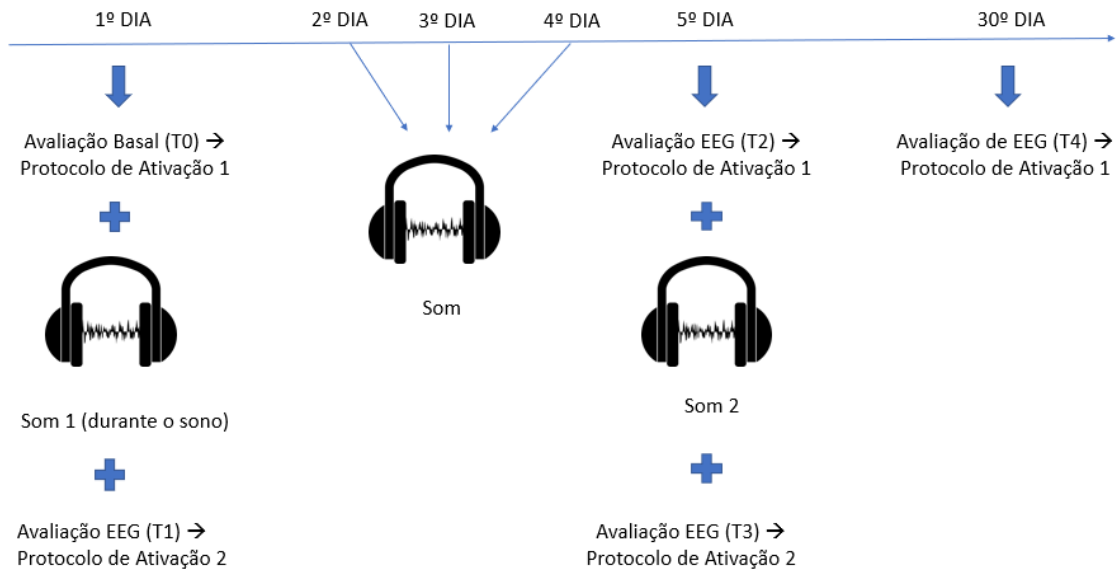 1º DIA
2º DIA
3º DIA
4º DIA
5º DIA
30º DIA
Avaliação Basal (T0) →
Protocolo de Ativação 1
Som 1 (durante o sono)
Avaliação EEG (T1) →
Protocolo de Ativação 2
Som
Avaliação EEG (T2) →
Protocolo de Ativação 1
Som 2
Avaliação EEG (T3) →
Protocolo de Ativação 2
Avaliação de EEG (T4) →
Protocolo de Ativação 1